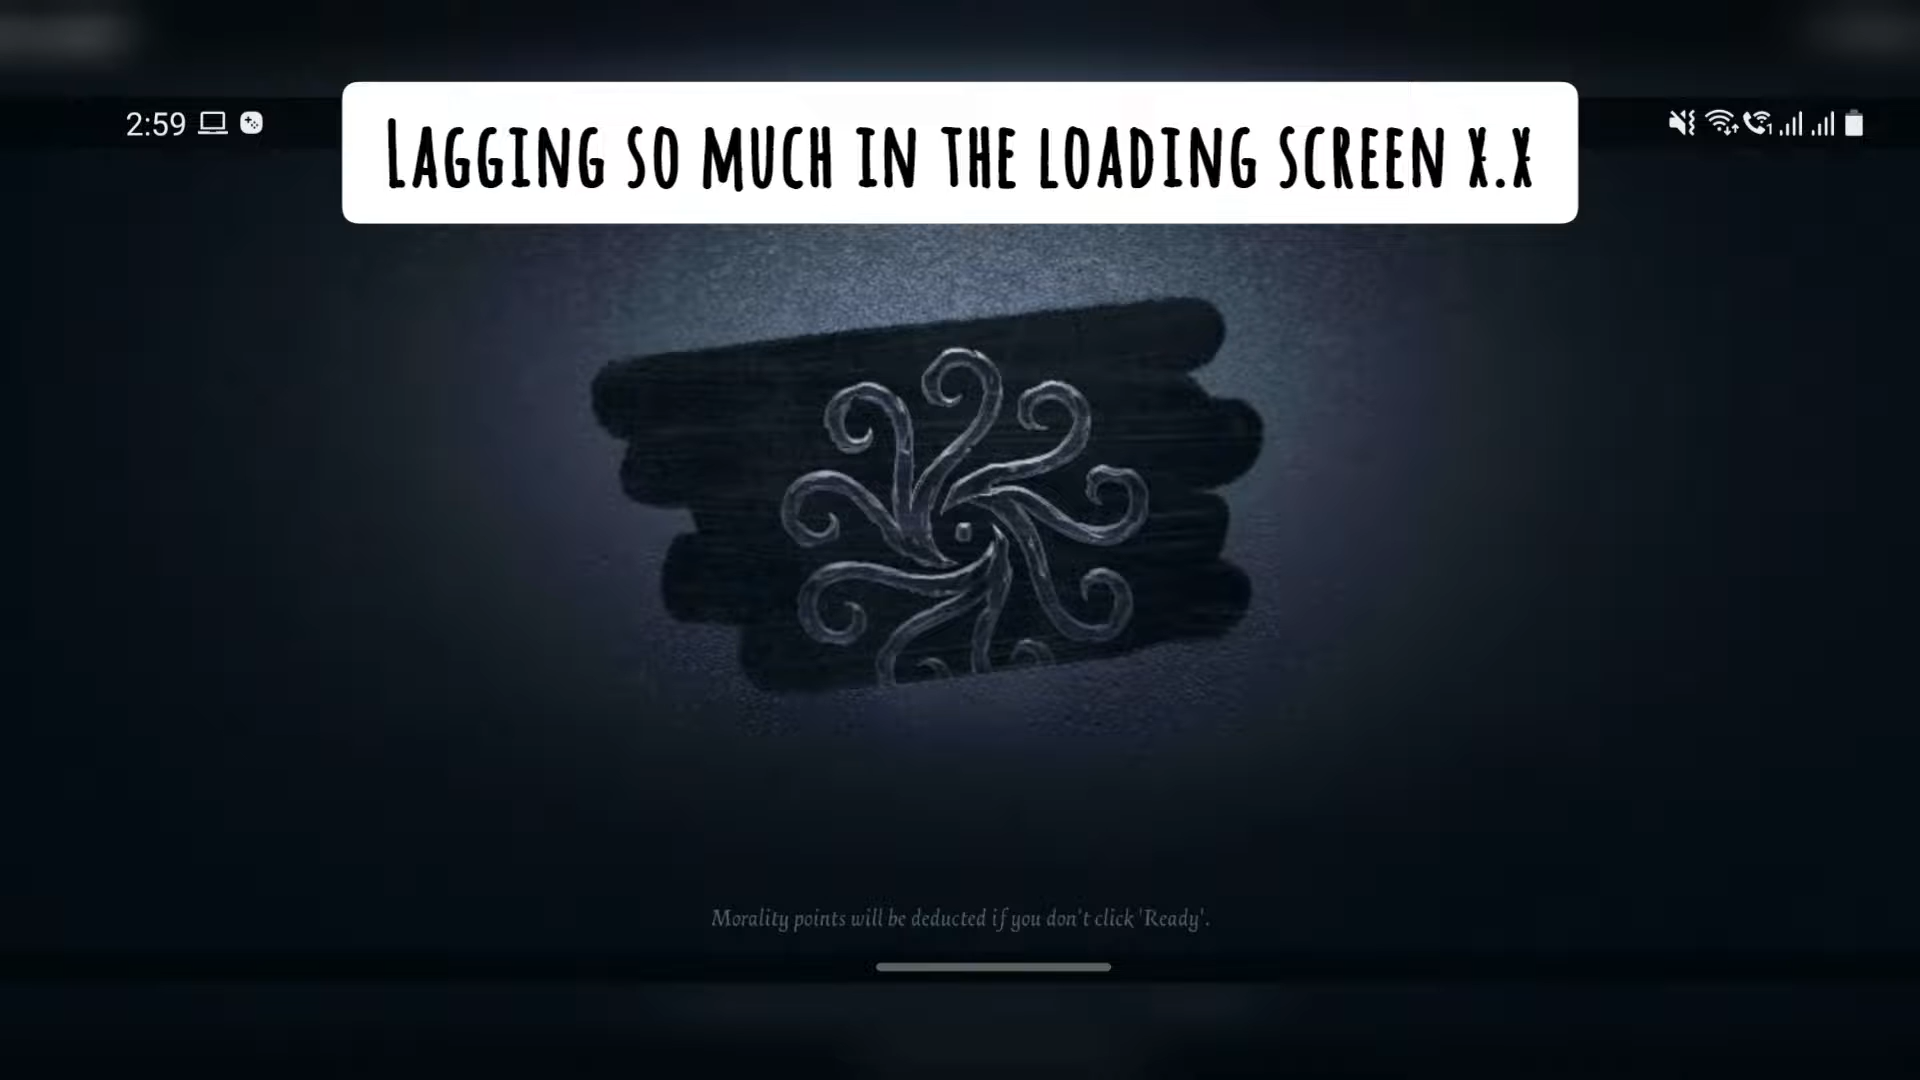 2:59
Lagging so much in the loading screen x.x
Morality points will be deducted if you don't click 'Ready'.